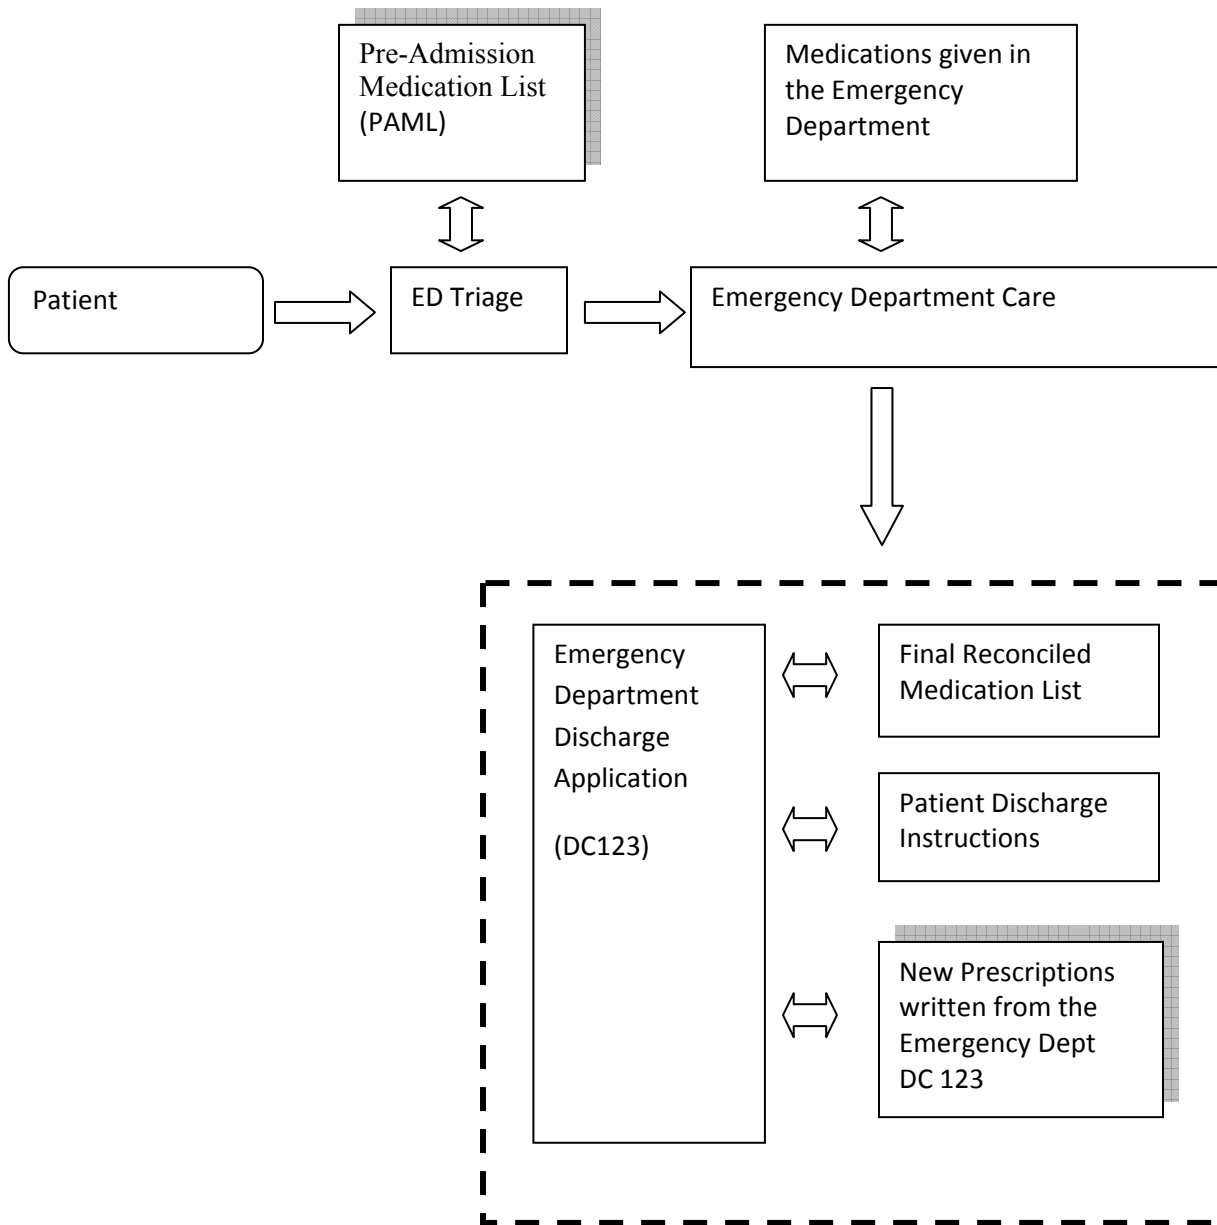 Pre-Admission
Medication List
(PAML)
Medications given in
the Emergency
Department
Patient
ED Triage
Emergency Department Care
Emergency
Department
Discharge
Application
(DC123)
Final Reconciled
Medication List
Patient Discharge
Instructions
New Prescriptions
written from the
Emergency Dept
DC 123